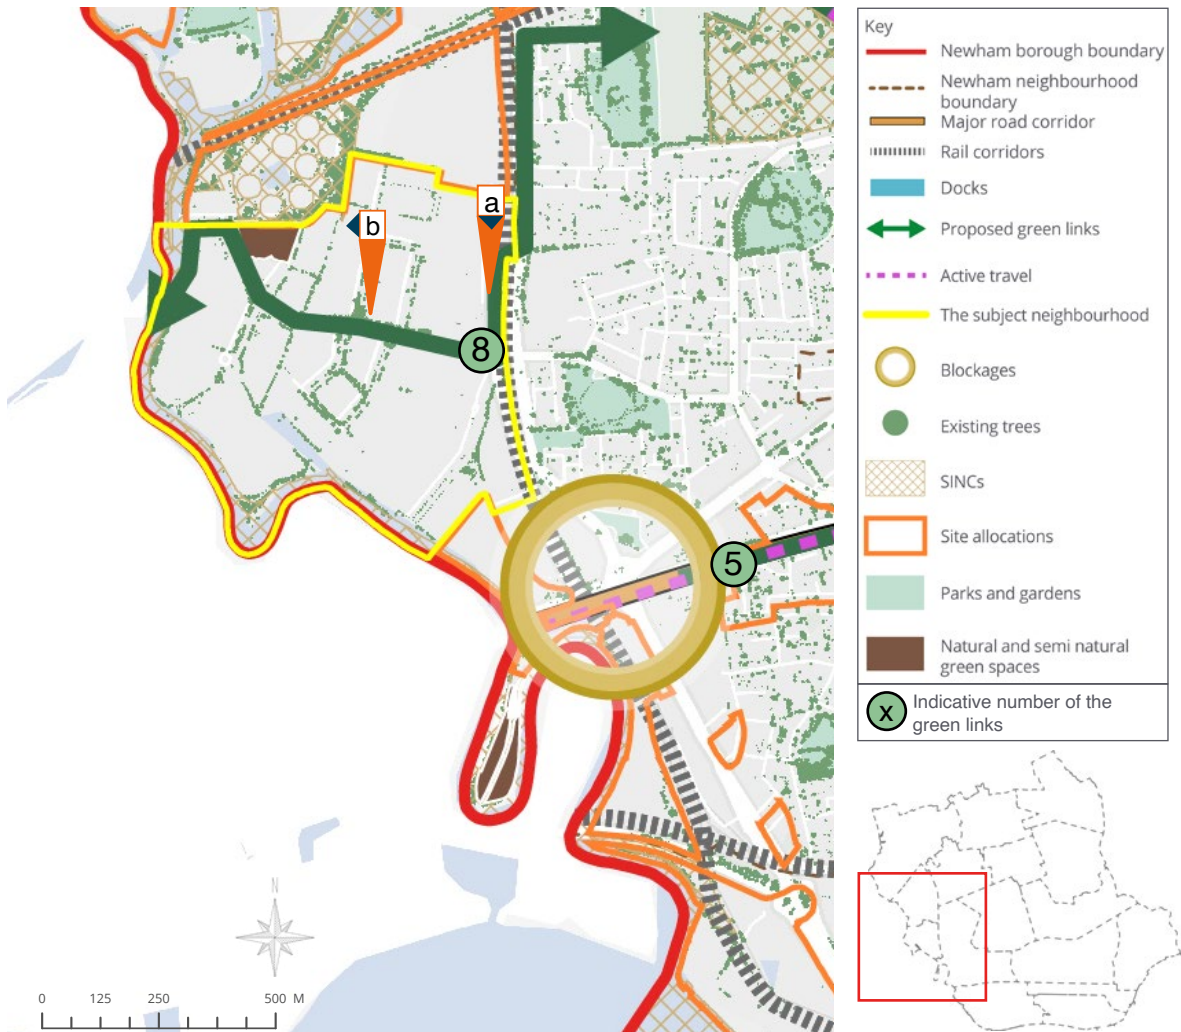 a
b
8
5
N
0 125 250 500 M
Key
Newham borough boundary
Newham neighbourhood
boundary
Major road corridor
Rail corridors
Docks
Proposed green links
Active travel
The subject neighbourhood
Blockages
Existing trees
SINCs
Site allocations
Parks and gardens
Natural and semi natural
green spaces
x
Indicative number of the
green links